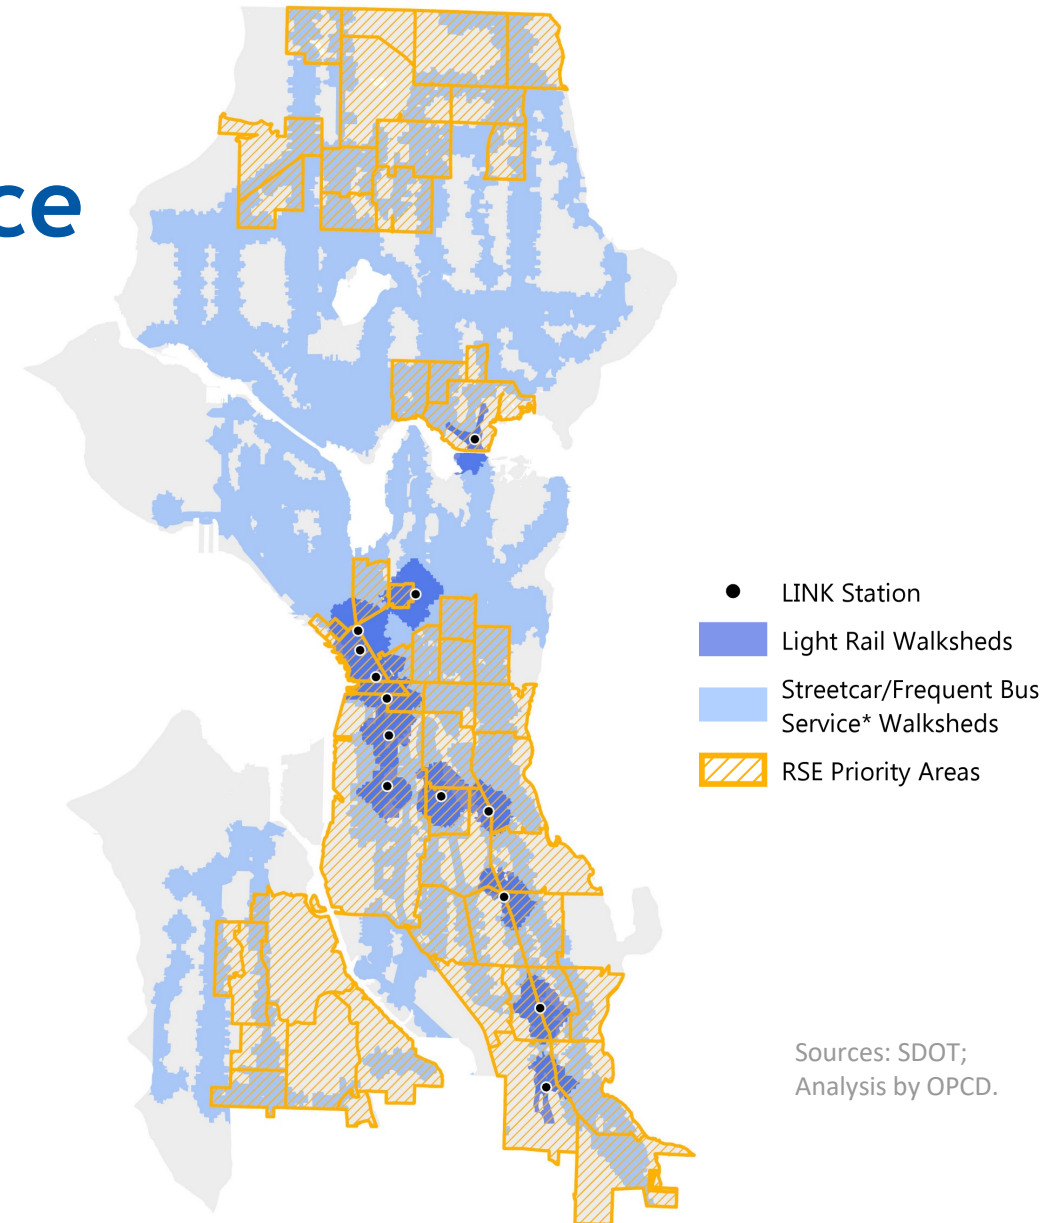 ce
LINK Station
Light Rail Walksheds
Streetcar/Frequent Bus
Service* Walksheds
RSE Priority Areas
Sources: SDOT;
Analysis by OPCD.